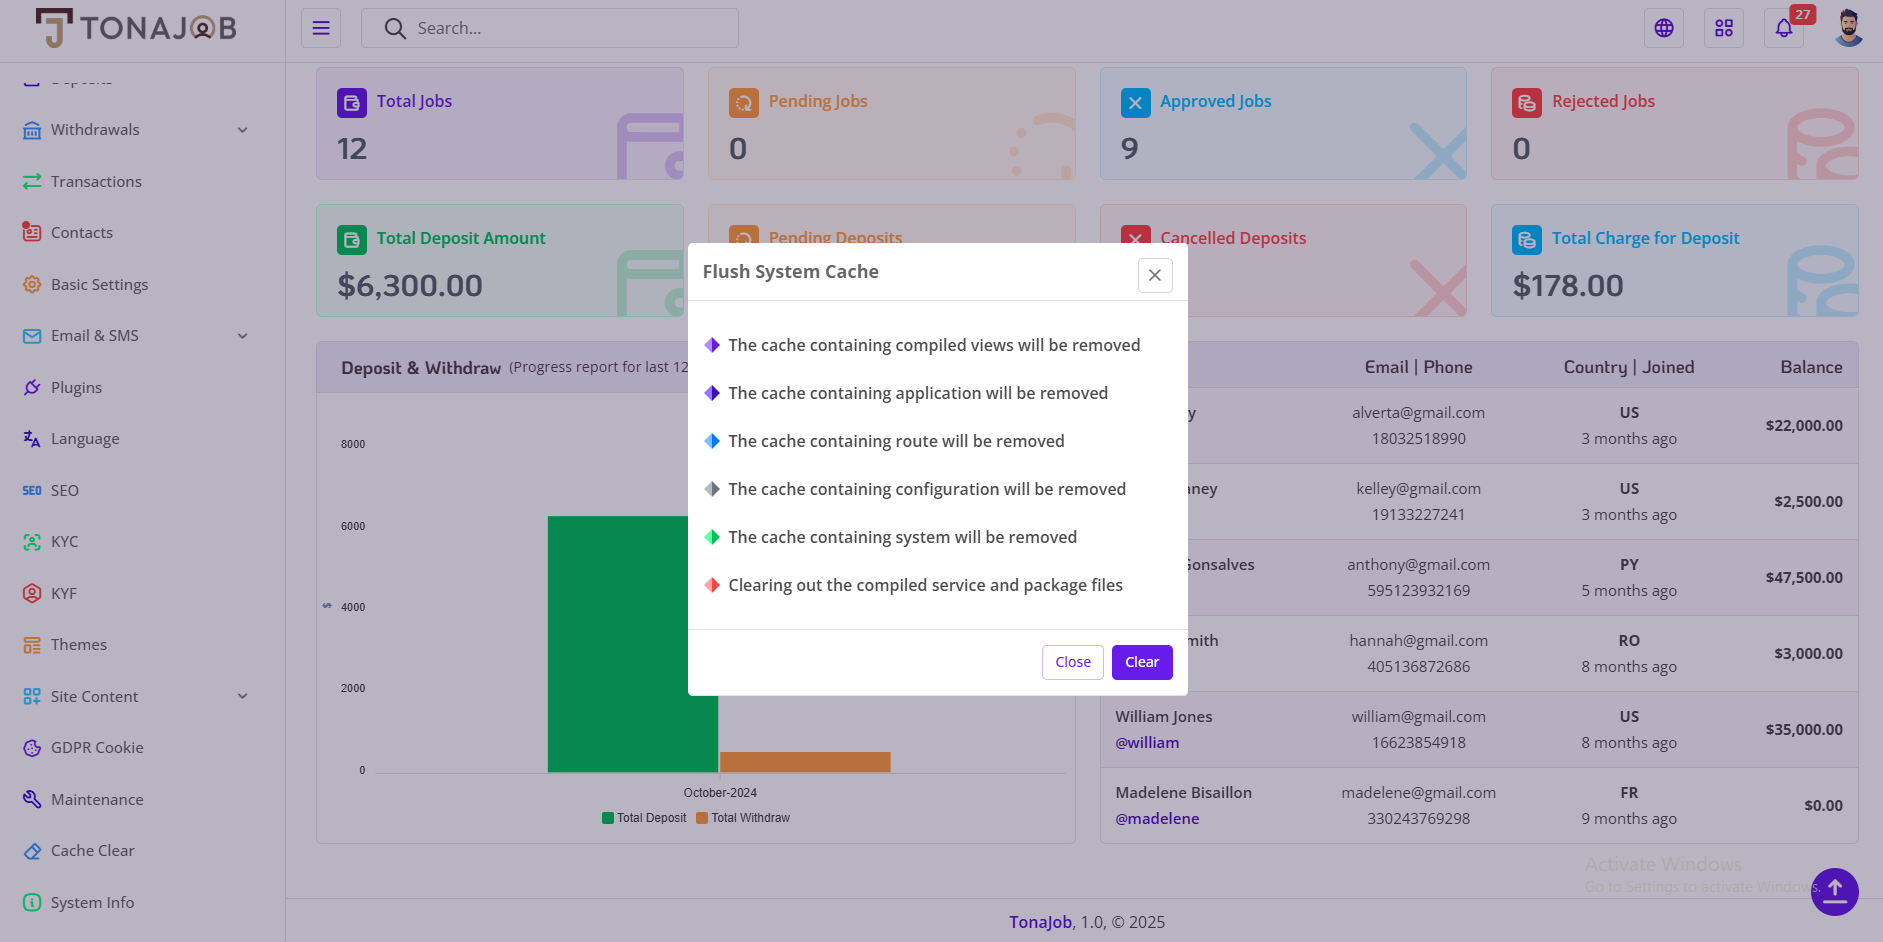 TONAJOB
Search...
27
Deposits
Withdrawals
Transactions
Contacts
Basic Settings
Email & SMS
Plugins
Language
SEO SEO
KYC
KYF
Themes
Site Content
GDPR Cookie
Maintenance
Cache Clear
System Info
Total Jobs
12
Pending Jobs
0
Approved Jobs
9
Rejected Jobs
0
Total Deposit Amount
$6,300.00
Pending Deposits
Cancelled Deposits
Total Charge for Deposit
$178.00
Flush System Cache
The cache containing compiled views will be removed
The cache containing application will be removed
The cache containing route will be removed
The cache containing configuration will be removed
The cache containing system will be removed
Clearing out the compiled service and package files
Close Clear
Deposit & Withdraw (Progress report for last 12
8000
6000
$ 4000
2000
0
October-2024
Total Deposit Total Withdraw
Email | Phone Country | Joined Balance
y alverta@gmail.com US $22,000.00
18032518990 3 months ago
ney kelley@gmail.com US $2,500.00
19133227241 3 months ago
Gonsalves anthony@gmail.com PY $47,500.00
595123932169 5 months ago
mith hannah@gmail.com RO $3,000.00
405136872686 8 months ago
William Jones william@gmail.com US $35,000.00
@william 16623854918 8 months ago
Madelene Bisaillon madelene@gmail.com FR $0.00
@madelene 330243769298 9 months ago
Activate Windows
Go to Settings to activate Windows.
TonaJob, 1.0, © 2025